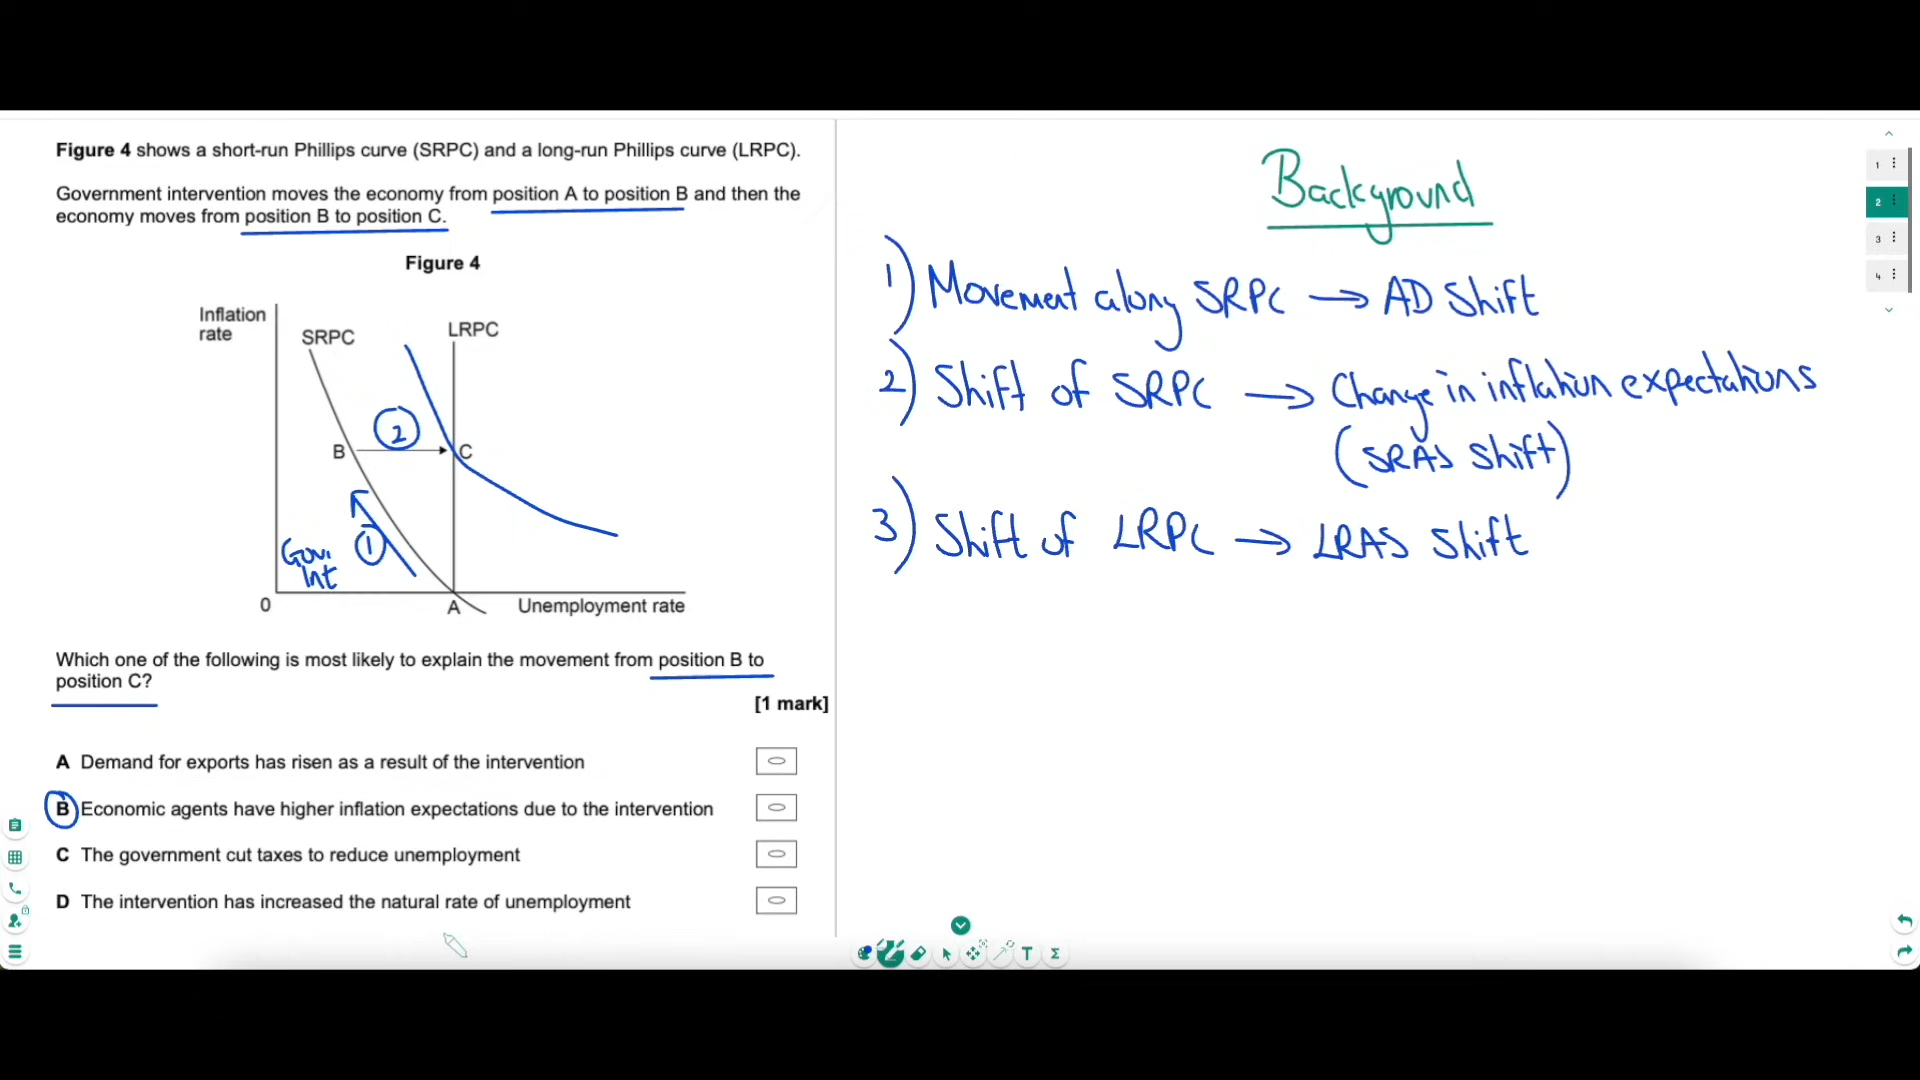 Figure 4 shows a short-run Phillips curve (SRPC) and a long-run Phillips curve (LRPC).
Government intervention moves the economy from position A to position B and then the
economy moves from position B to position C.
Figure 4
Inflation
rate
SRPC
LRPC
2
B
C
1
Gov.
Int
0
A
Unemployment rate
Which one of the following is most likely to explain the movement from position B to
position C?
[1 mark]
A Demand for exports has risen as a result of the intervention
B Economic agents have higher inflation expectations due to the intervention
C The government cut taxes to reduce unemployment
D The intervention has increased the natural rate of unemployment
Background
1) Movement along SRPC → AD Shift
2) Shift of SRPC → Change in inflation expectations
(SRAS Shift)
3) Shift of LRPC → LRAS Shift
1
2
3
4
T Σ